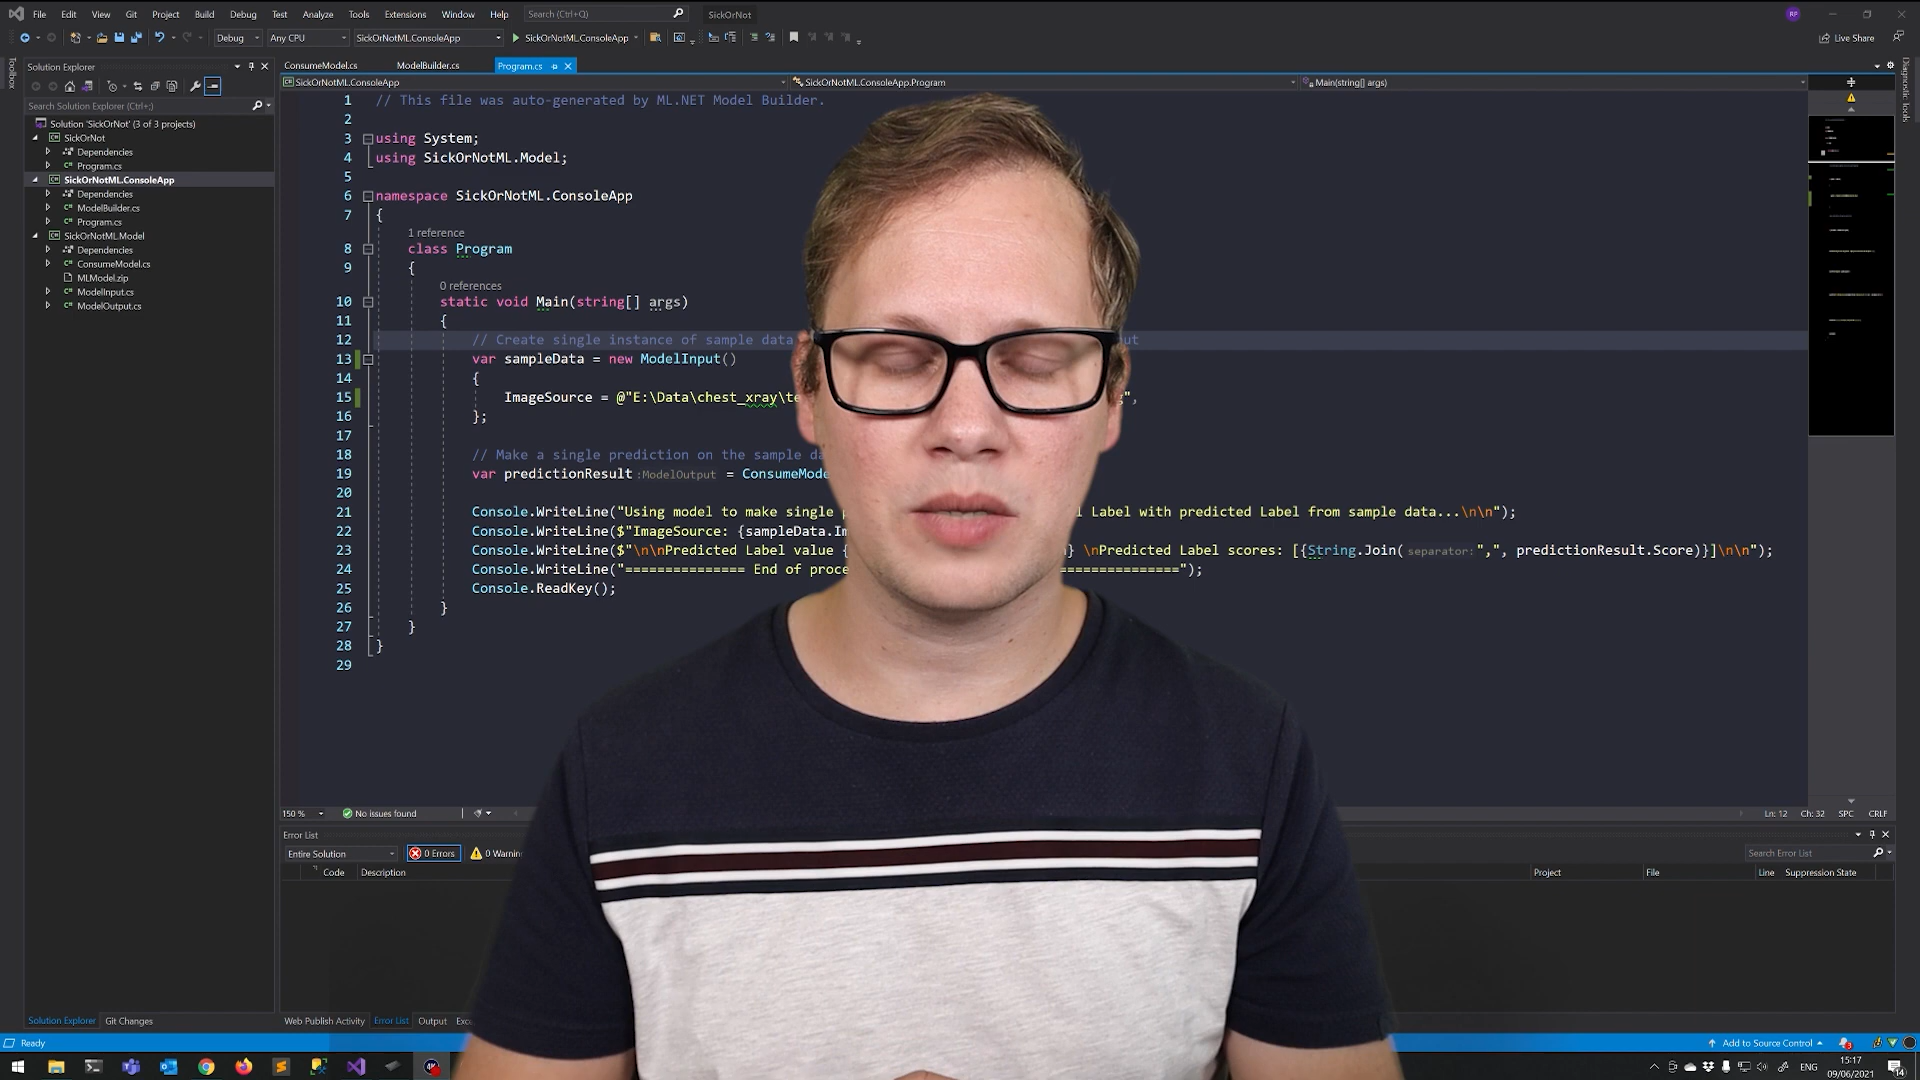 File Edit View Git Project Build Debug Test Analyze Tools Extensions Window Help Search (Ctrl+Q) SickOrNot RP
Debug Any CPU SickOrNotML.ConsoleApp SickOrNotML.ConsoleApp Live Share
Toolbox
Solution Explorer
Search Solution Explorer (Ctrl+;)
Solution 'SickOrNot' (3 of 3 projects)
SickOrNot
Dependencies
Program.cs
SickOrNotML.ConsoleApp
Dependencies
ModelBuilder.cs
Program.cs
SickOrNotML.Model
Dependencies
ConsumeModel.cs
MLModel.zip
ModelInput.cs
ModelOutput.cs
Solution Explorer Git Changes
ConsumeModel.cs ModelBuilder.cs Program.cs
SickOrNotML.ConsoleApp SickOrNotML.ConsoleApp.Program Main(string[] args)
Diagnostic Tools
1 // This file was auto-generated by ML.NET Model Builder.
2
3 using System;
4 using SickOrNotML.Model;
5
6 namespace SickOrNotML.ConsoleApp
7 {
1 reference
8 class Program
9 {
0 references
10 static void Main(string[] args)
11 {
12 // Create single instance of sample data
13 var sampleData = new ModelInput()
14 {
15 ImageSource = @"E:\Data\chest_xray\te ",
16 };
17
18 // Make a single prediction on the sample da
19 var predictionResult :ModelOutput = ConsumeMode
20
21 Console.WriteLine("Using model to make single Label with predicted Label from sample data...\n\n");
22 Console.WriteLine($"ImageSource: {sampleData.Im
23 Console.WriteLine($"\n\nPredicted Label value { } \nPredicted Label scores: [{String.Join( separator: ",", predictionResult.Score)}]\n\n");
24 Console.WriteLine("=============== End of proce ===============");
25 Console.ReadKey();
26 }
27 }
28 }
29
150 % No issues found Ln: 12 Ch: 32 SPC CRLF
Error List
Entire Solution 0 Errors 0 Warnin Search Error List
Code Description Project File Line Suppression State
Web Publish Activity Error List Output Exc
Ready Add to Source Control 3
ENG 15:17
09/06/2021 14